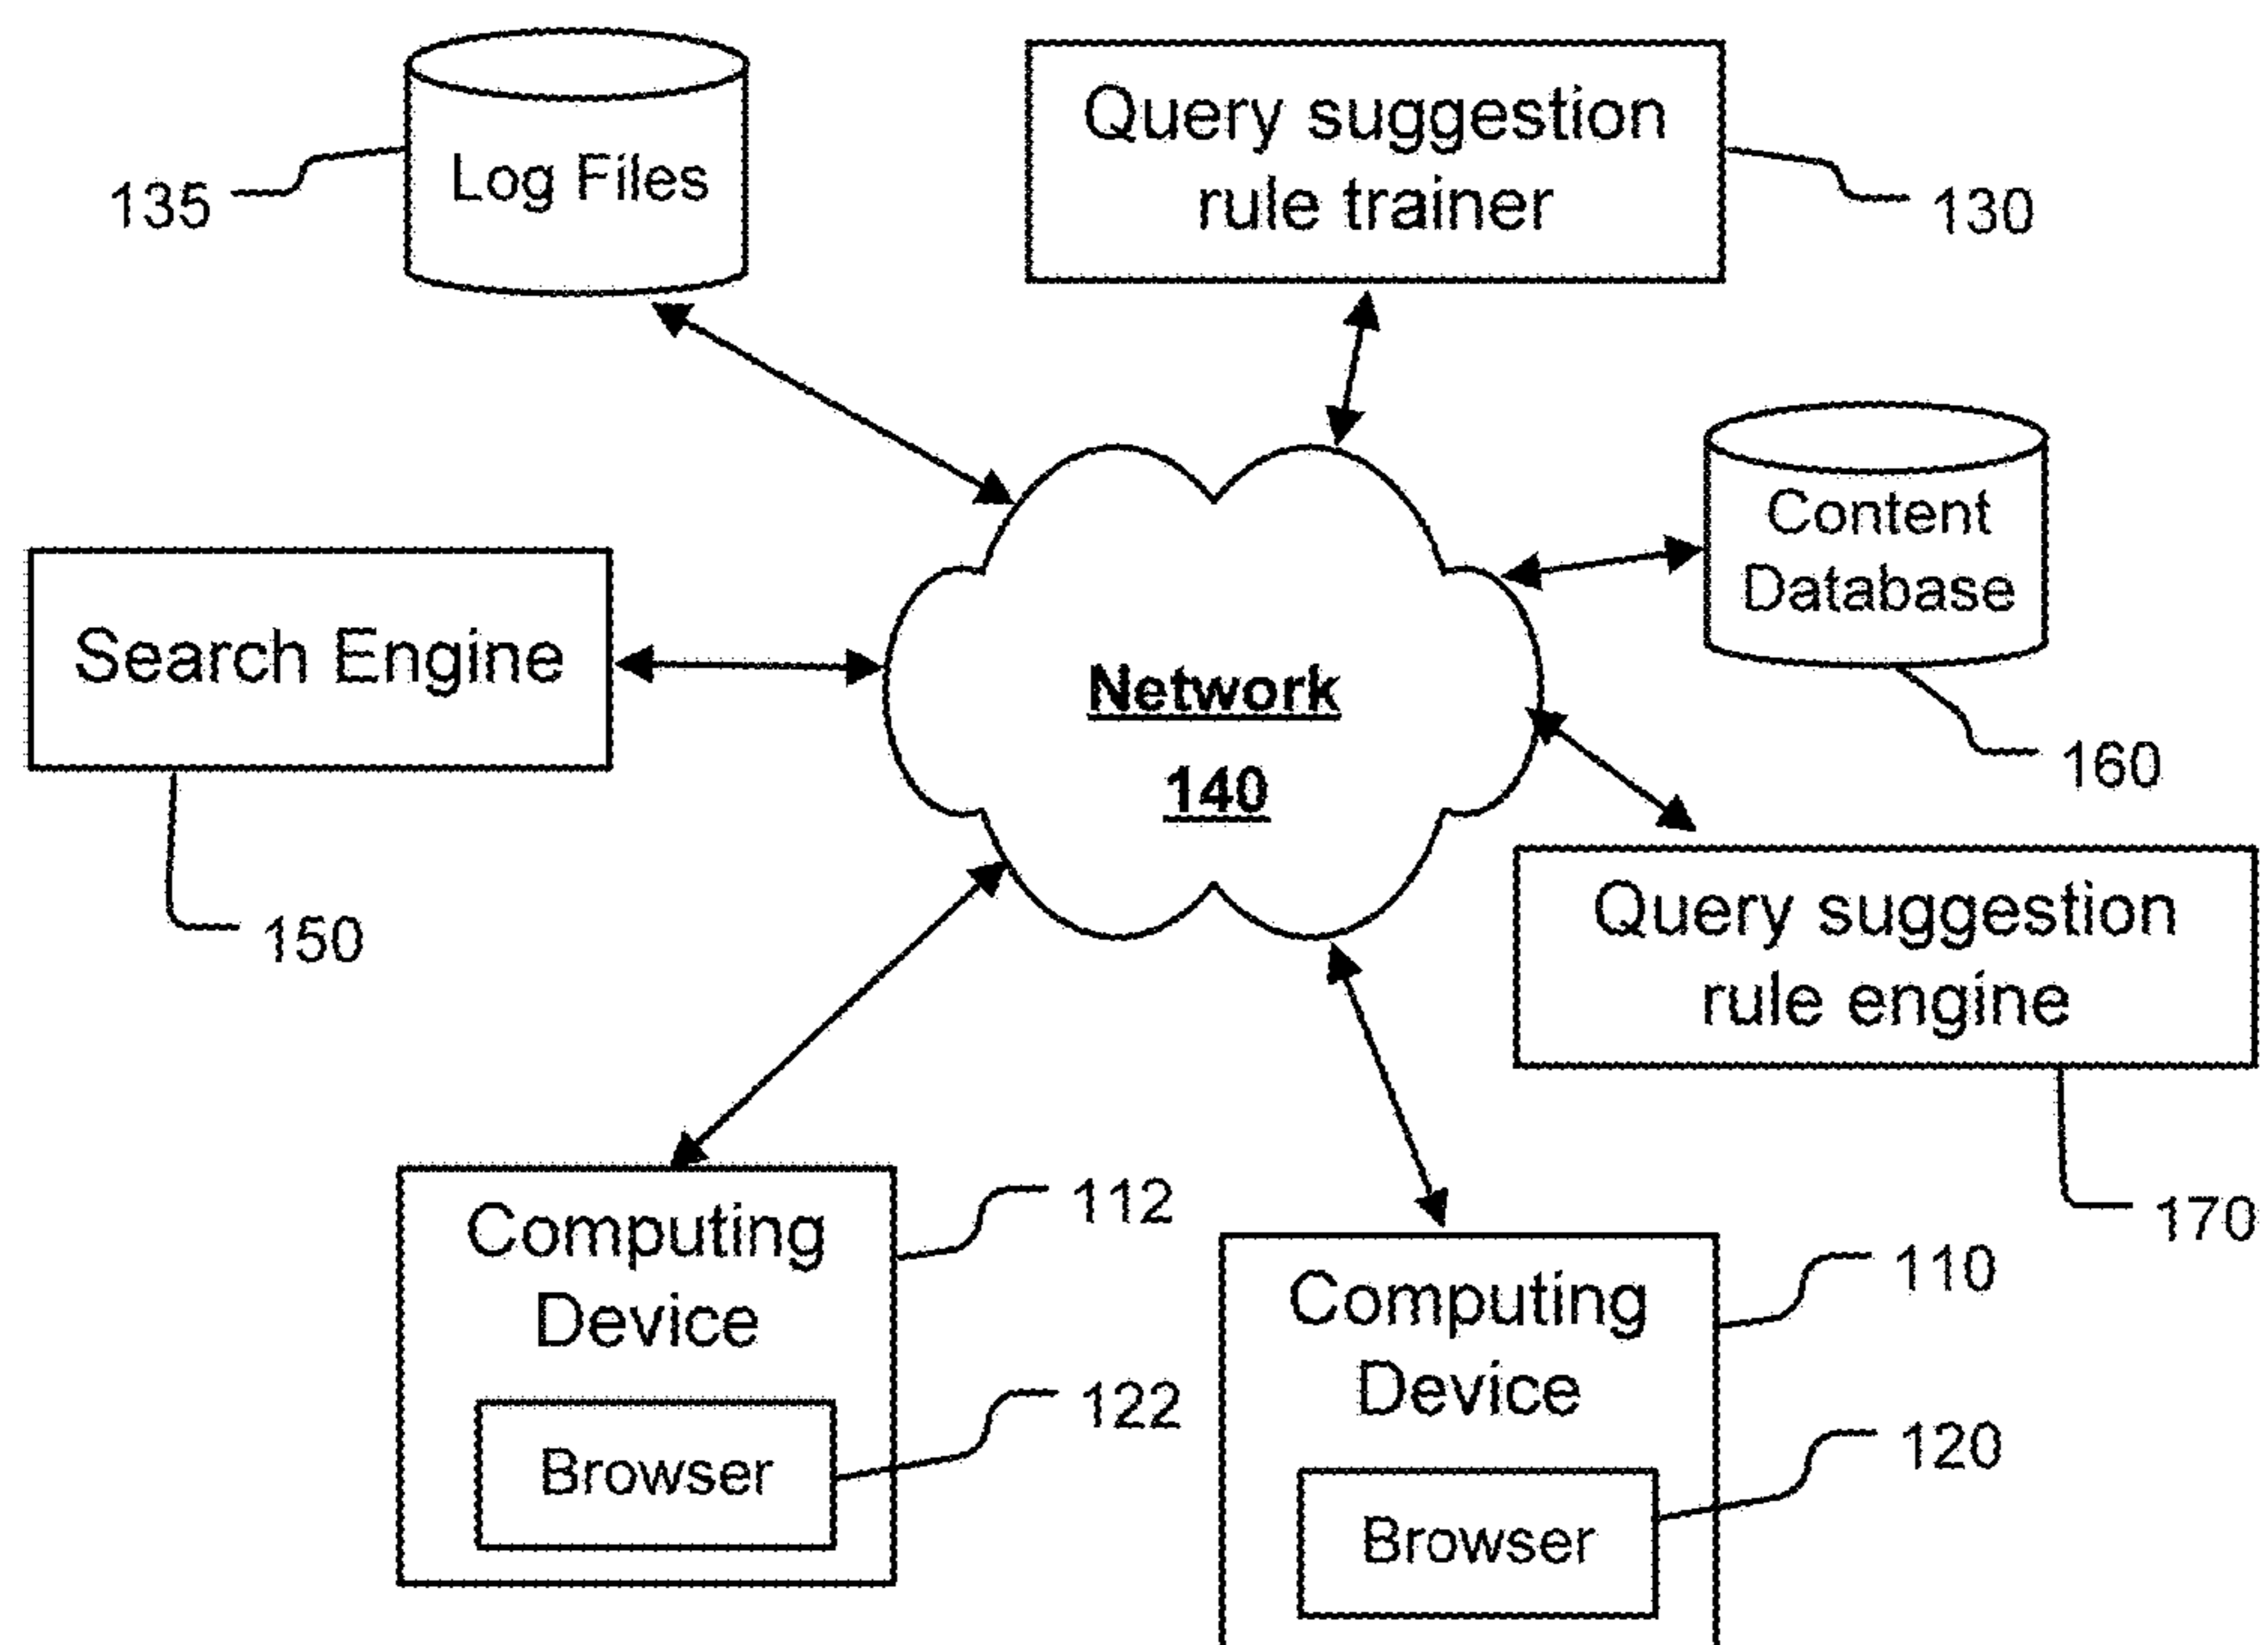 Log Files
135
Query suggestion
rule trainer
130
Content
Database
160
Search Engine
150
Network
140
Query suggestion
rule engine
170
Computing
Device
112
Browser
122
Computing
Device
110
Browser
120